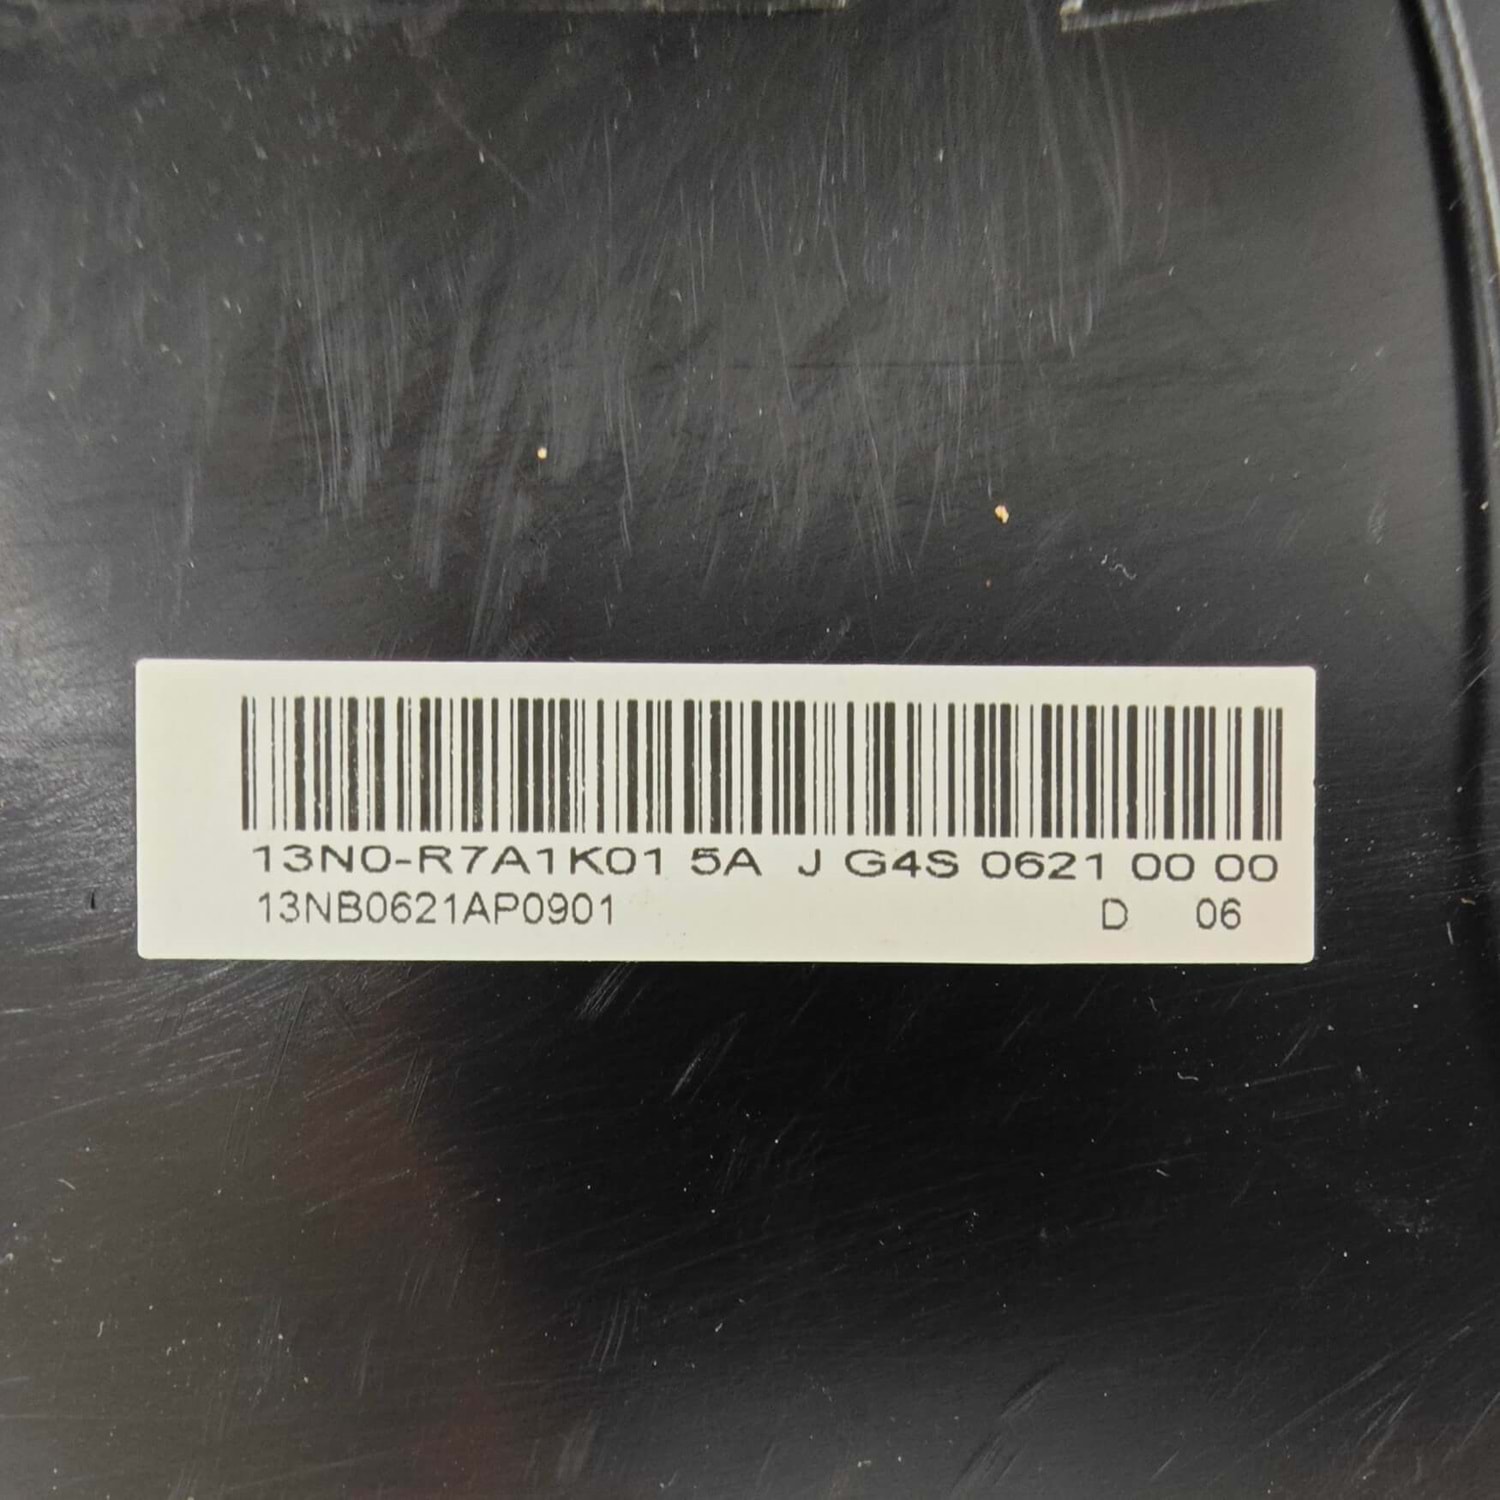 13N0-R7A1K01 5A J G4S 0621 00 00
13NB0621AP0901 D 06